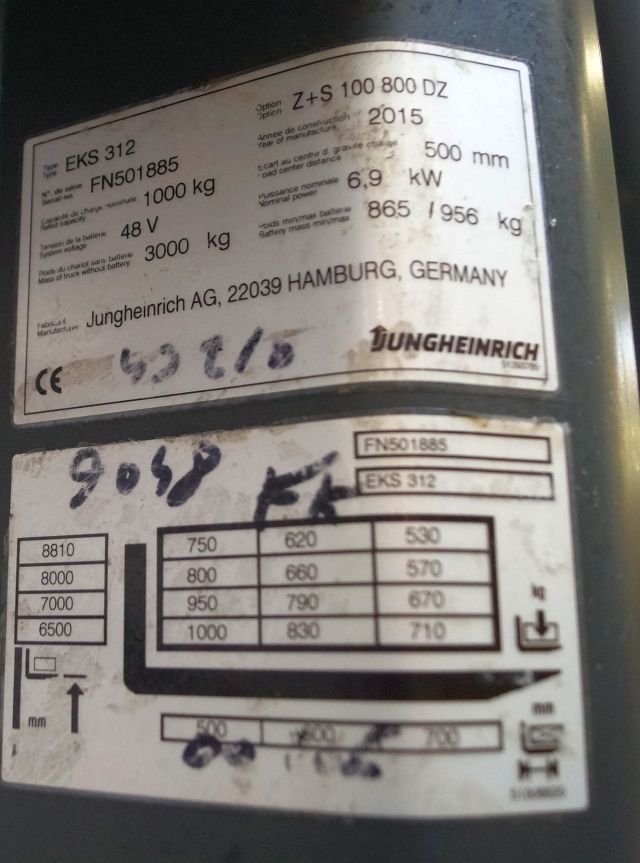 Type
Type EKS 312
Option
Option Z+S 100 800 DZ
N°. de série
Serial-no. FN501885
Année de construction
Year of manufacture 2015
Capacité de charge nominale
Rated capacity 1000 kg
Ecart au centre d. gravité charge
Load center distance 500 mm
Tension de la batterie
System voltage 48 V
Puissance nominale
Nominal power 6,9 kW
Poids du chariot sans batterie
Mass of truck without battery 3000 kg
Poids min/max batterie
Battery mass min/max 865 / 956 kg
Fabricant
Manufacturer Jungheinrich AG, 22039 HAMBURG, GERMANY
CE
JUNGHEINRICH
9048
FN501885
EKS 312
8810 750 620 530
8000 800 660 570
7000 950 790 670
6500 1000 830 710
kg
mm
mm
500 600 700